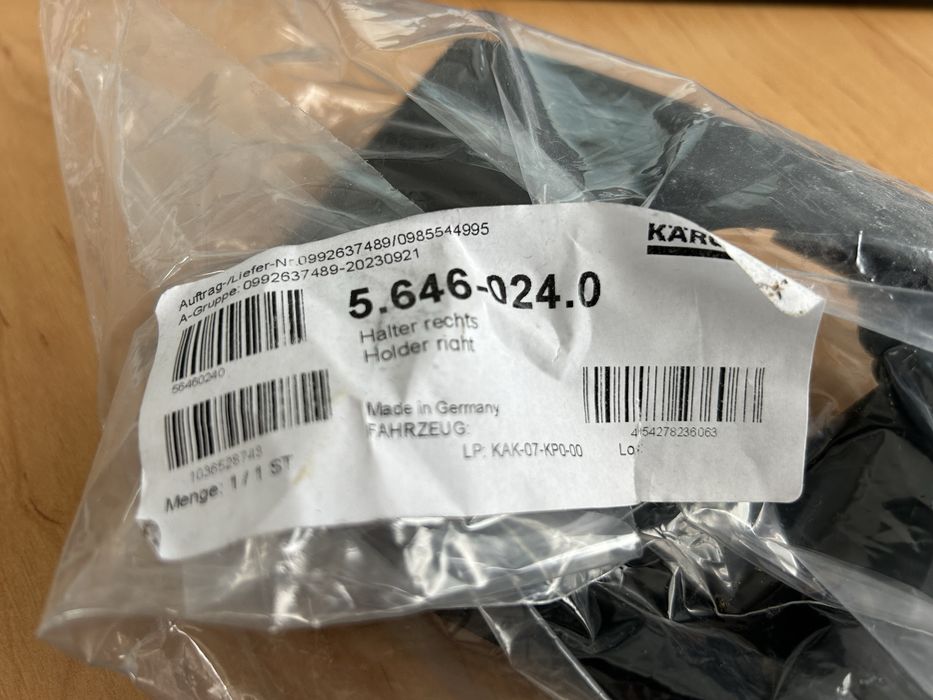 Auftrag-/Liefer-Nr.0992637489/0985544995
A-Gruppe: 0992637489-20230921
56460240
KÄR
5.646-024.0
Halter rechts
Holder right
1036528743
Menge: 1 / 1 ST
Made in Germany
FAHRZEUG:
LP: KAK-07-KP0-00
4054278236063